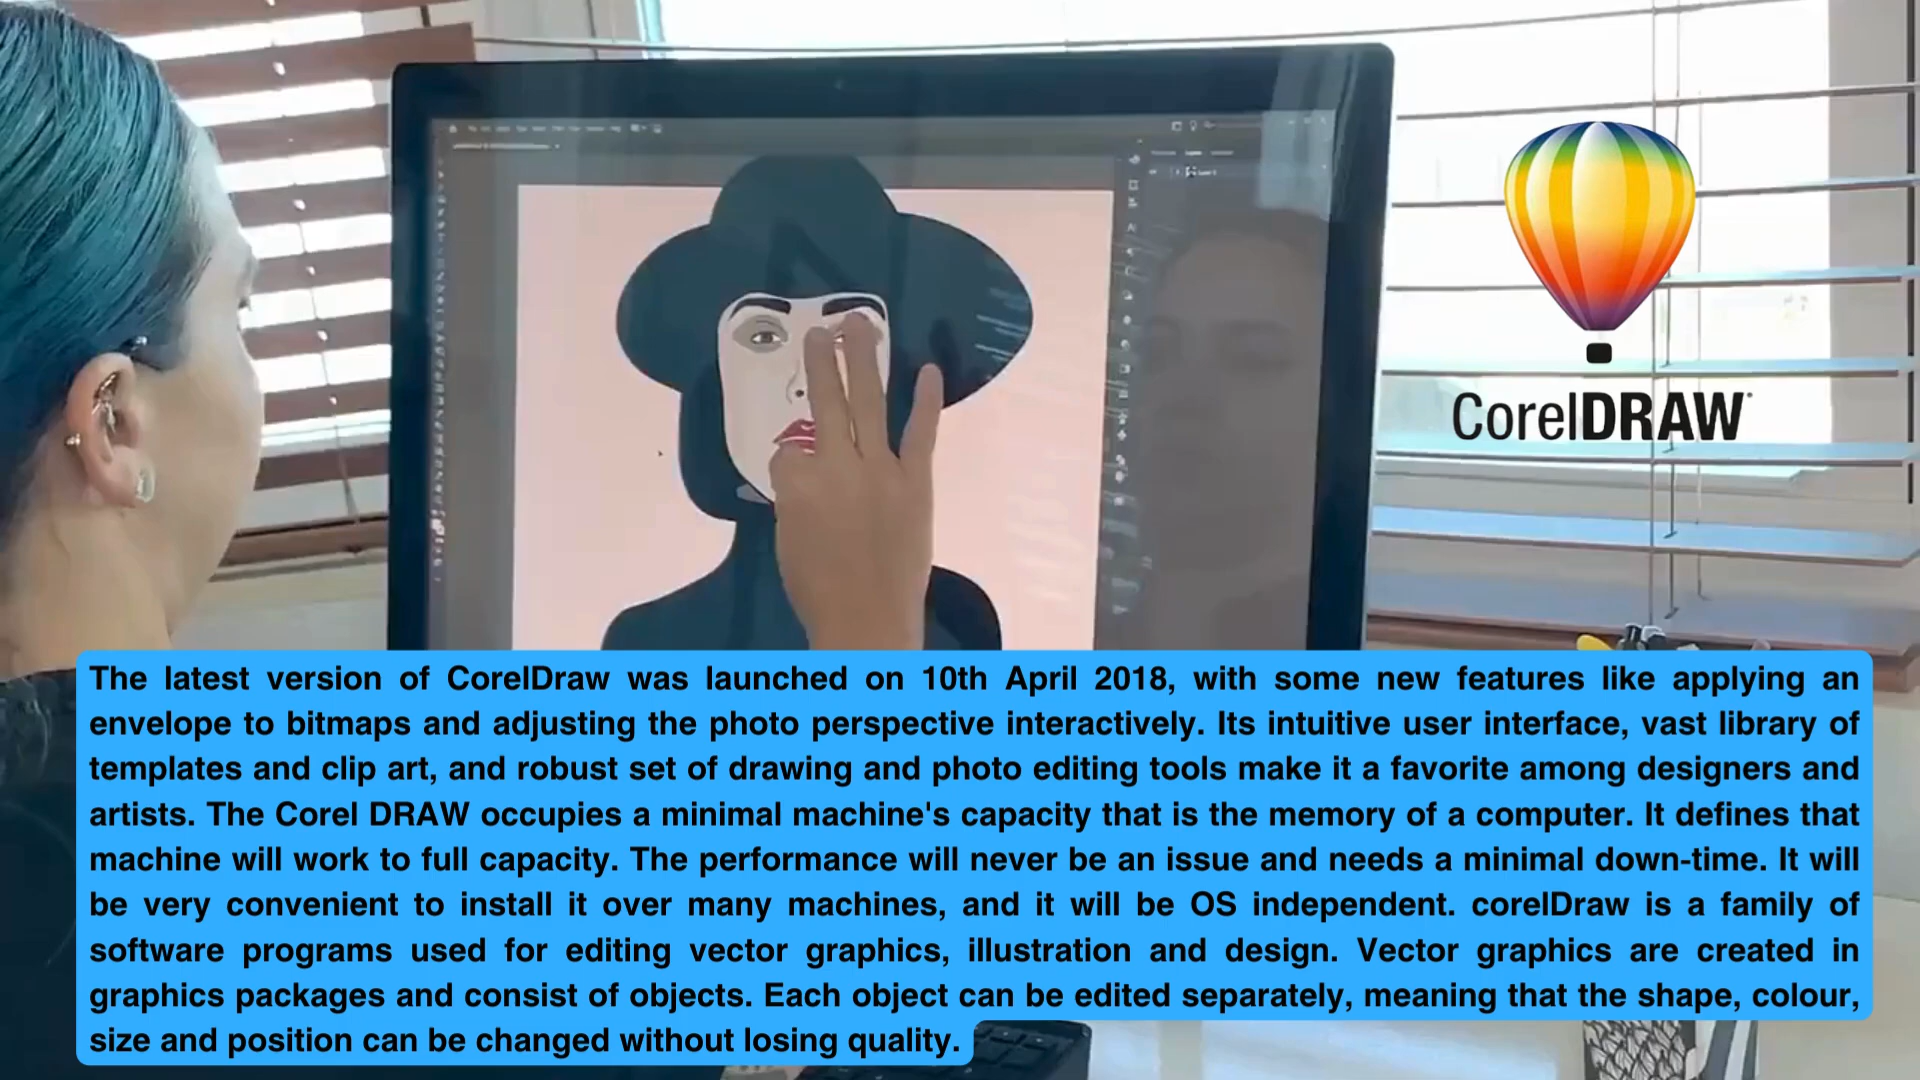 CorelDRAW
The latest version of CorelDraw was launched on 10th April 2018, with some new features like applying an
envelope to bitmaps and adjusting the photo perspective interactively. Its intuitive user interface, vast library of
templates and clip art, and robust set of drawing and photo editing tools make it a favorite among designers and
artists. The Corel DRAW occupies a minimal machine's capacity that is the memory of a computer. It defines that
machine will work to full capacity. The performance will never be an issue and needs a minimal down-time. It will
be very convenient to install it over many machines, and it will be OS independent. corelDraw is a family of
software programs used for editing vector graphics, illustration and design. Vector graphics are created in
graphics packages and consist of objects. Each object can be edited separately, meaning that the shape, colour,
size and position can be changed without losing quality.